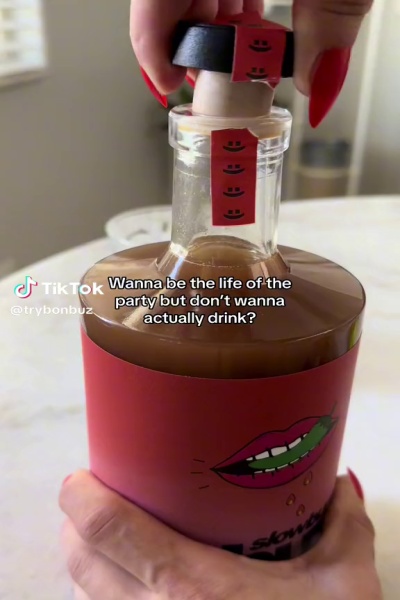 TikTok
@trybonbuz
Wanna be the life of the
party but don't wanna
actually drink?